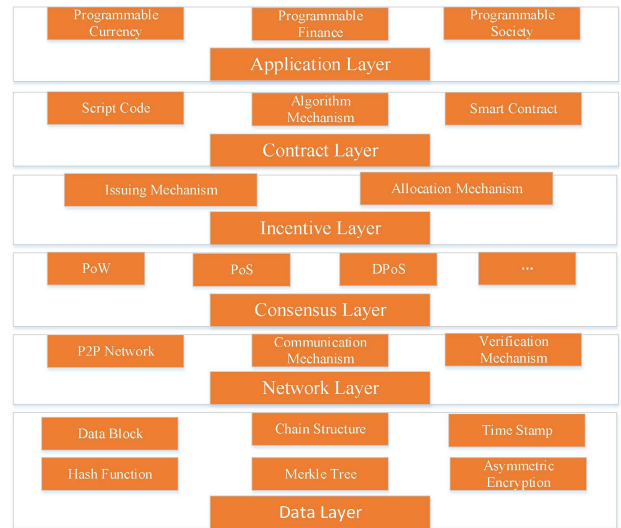 Programmable
Currency
Programmable
Finance
Programmable
Society
Application Layer
Script Code
Algorithm
Mechanism
Smart Contract
Contract Layer
Issuing Mechanism
Allocation Mechanism
Incentive Layer
PoW
PoS
DPoS
...
Consensus Layer
P2P Network
Communication
Mechanism
Verification
Mechanism
Network Layer
Data Block
Chain Structure
Time Stamp
Hash Function
Merkle Tree
Asymmetric
Encryption
Data Layer